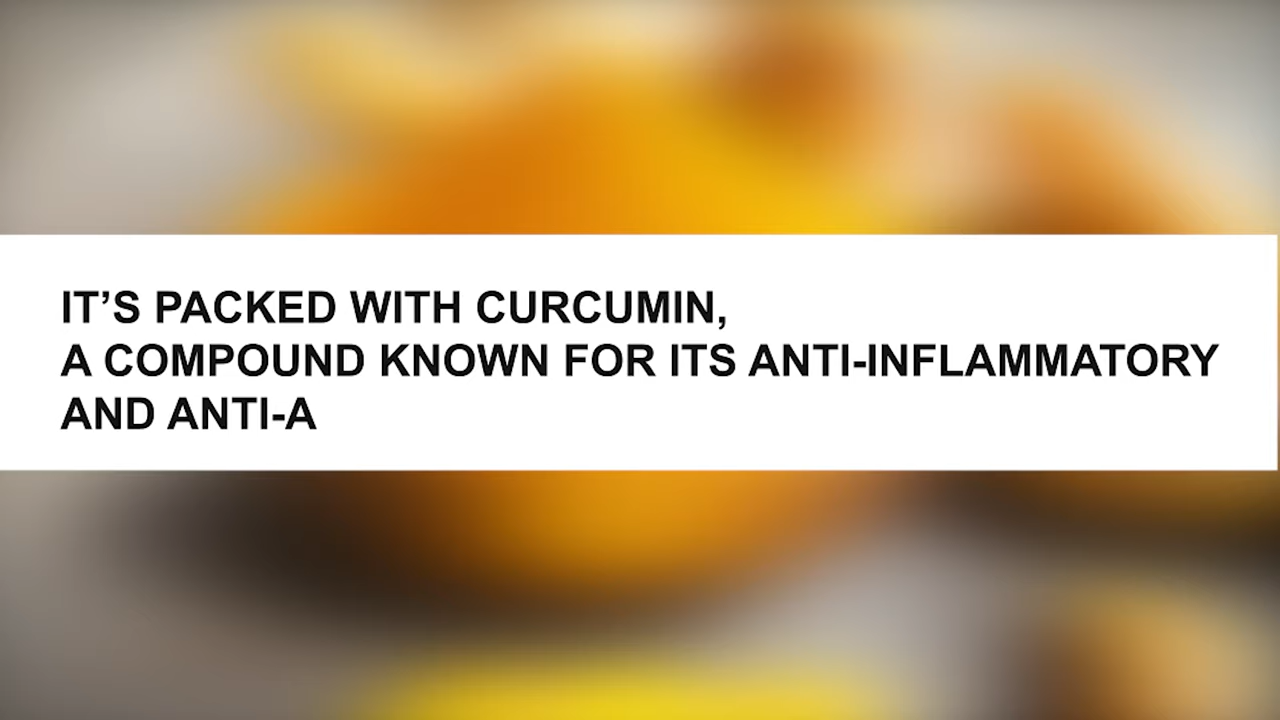 IT’S PACKED WITH CURCUMIN,
A COMPOUND KNOWN FOR ITS ANTI-INFLAMMATORY
AND ANTI-A